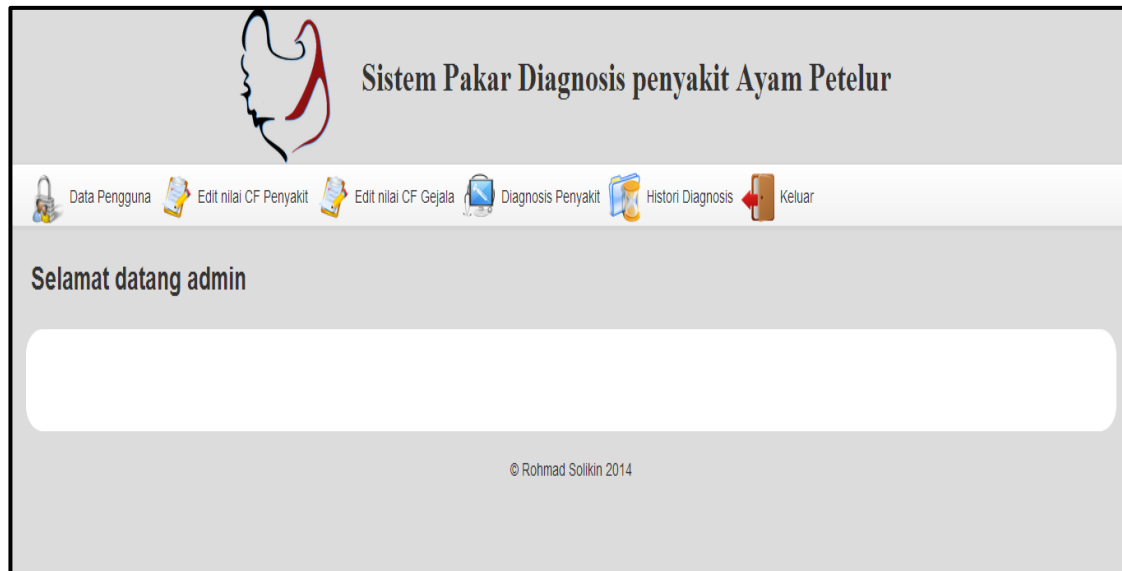 Sistem Pakar Diagnosis penyakit Ayam Petelur
Data Pengguna Edit nilai CF Penyakit Edit nilai CF Gejala Diagnosis Penyakit Histori Diagnosis Keluar
Selamat datang admin
© Rohmad Solikin 2014